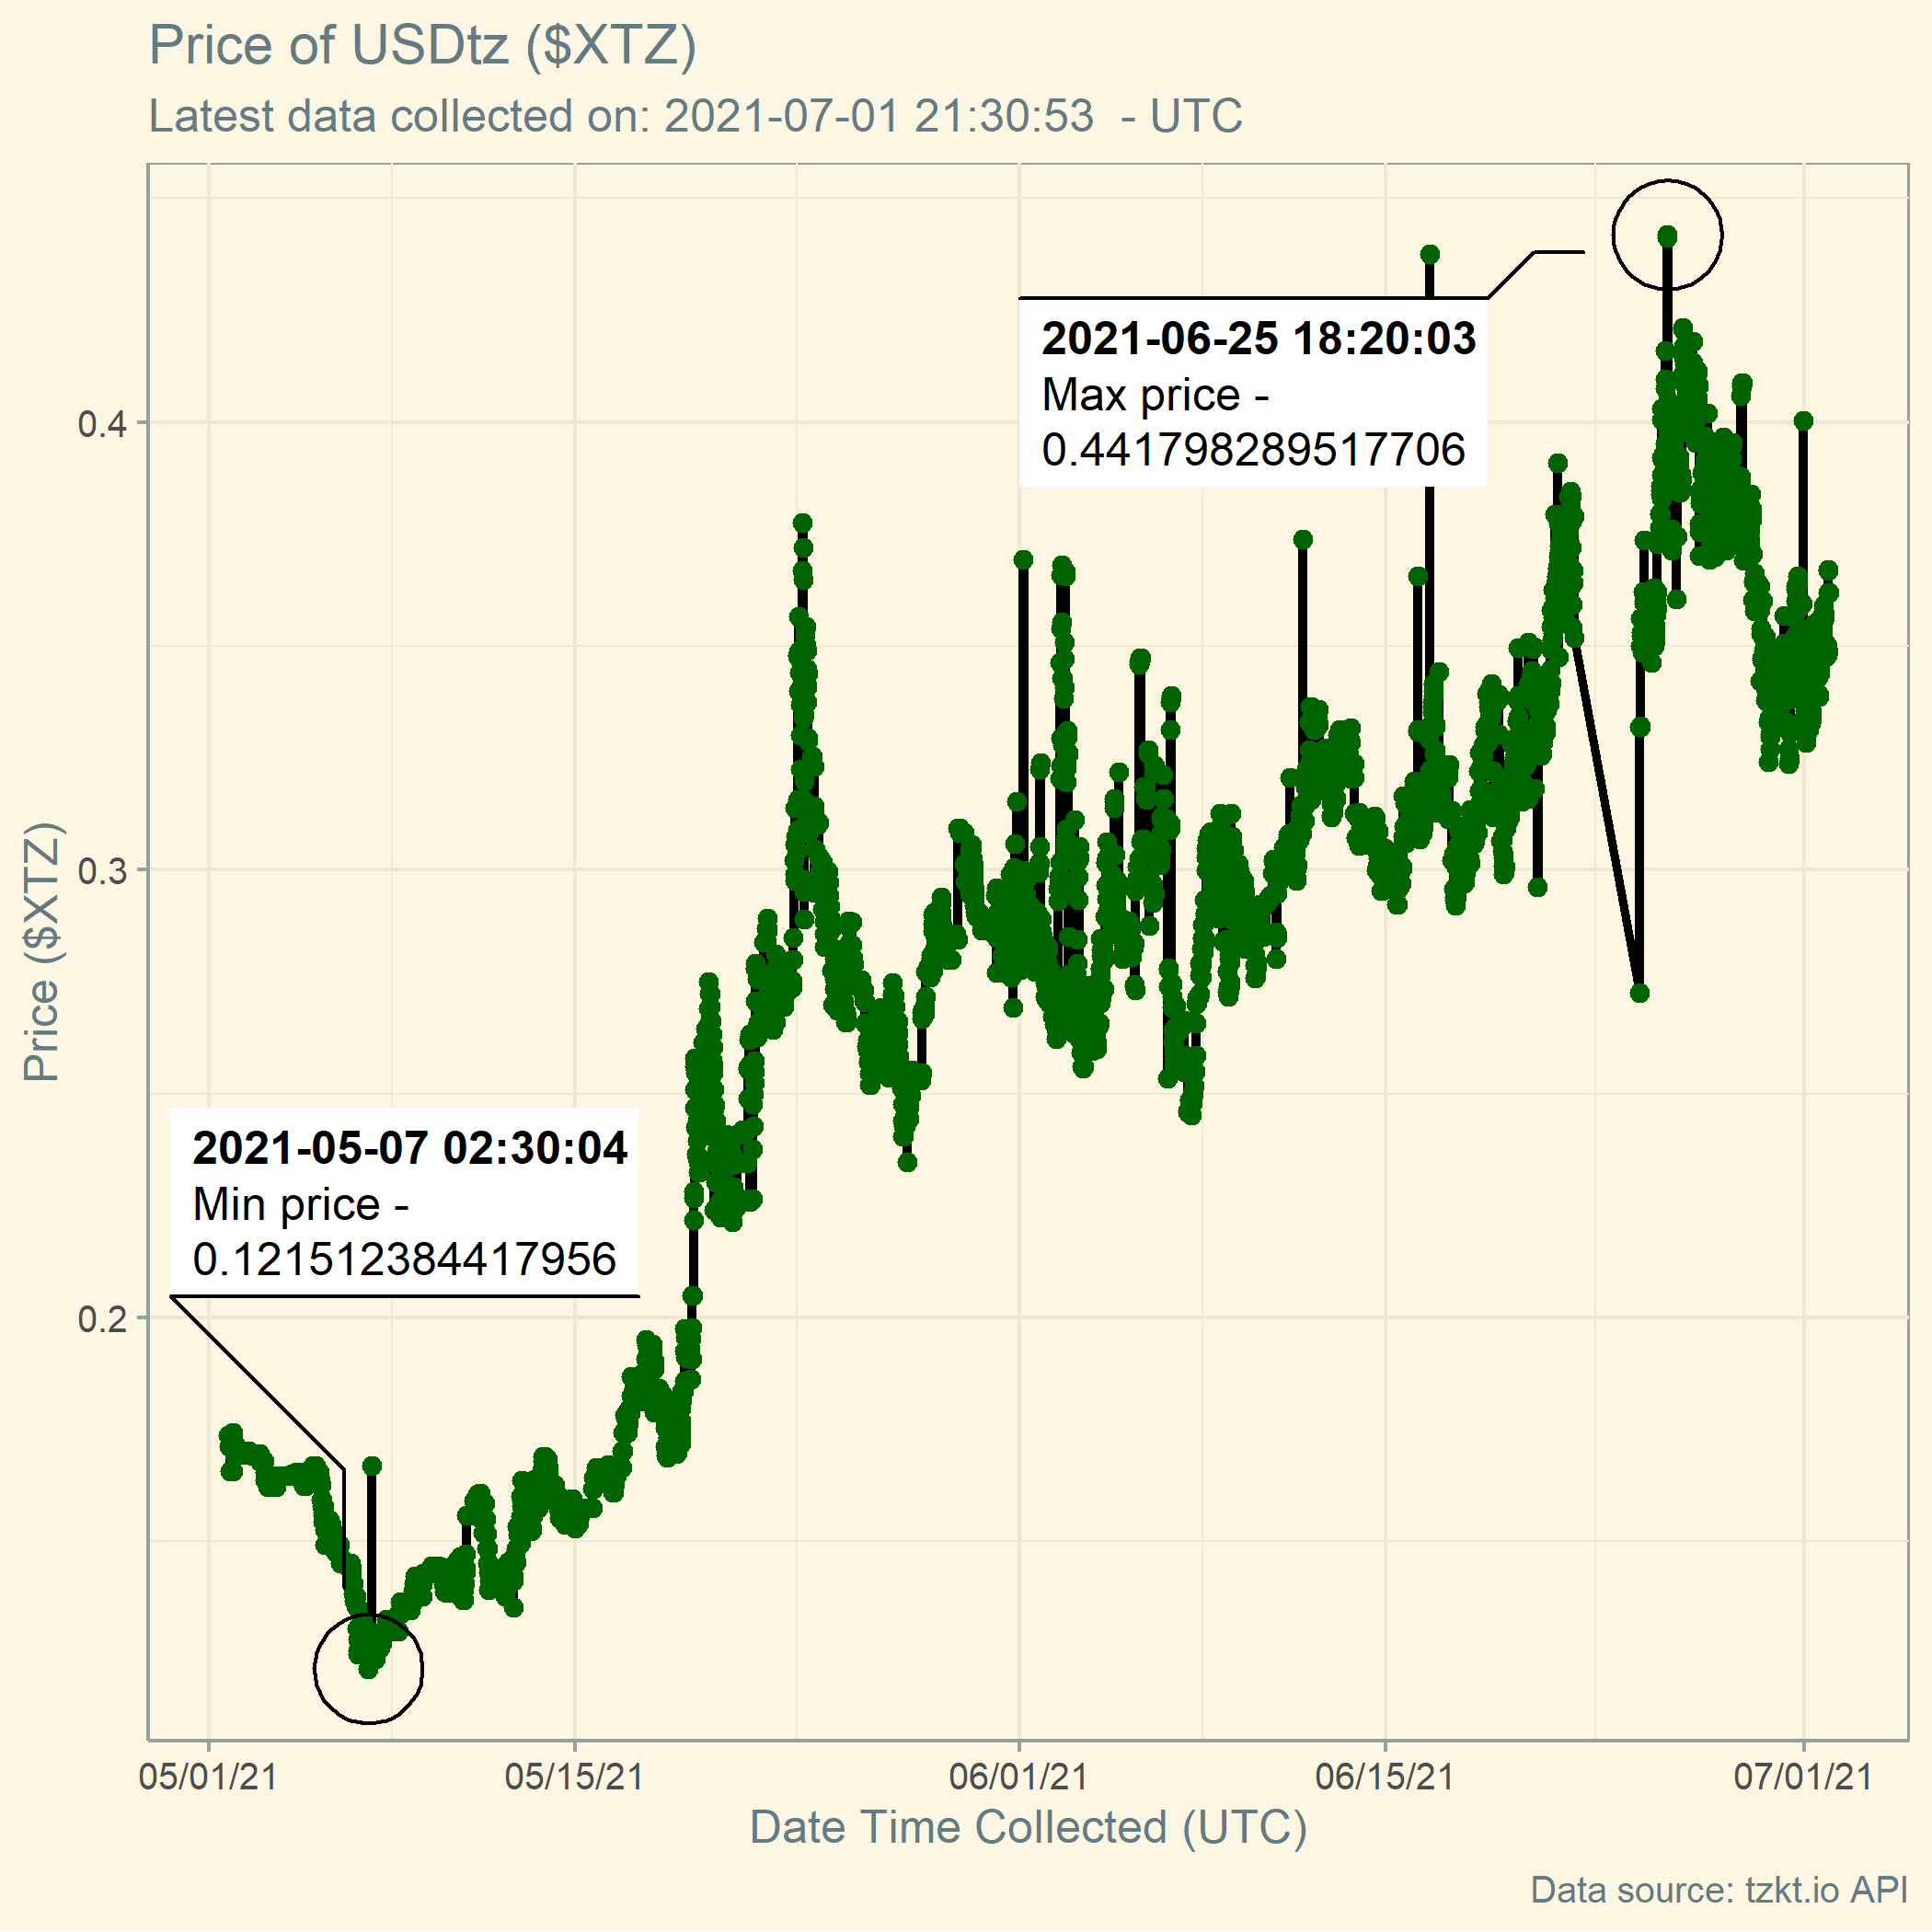 Price of USDtz ($XTZ)
Latest data collected on: 2021-07-01 21:30:53  - UTC
2021-06-25 18:20:03
Max price -
0.441798289517706
0.4
0.3
Price ($XTZ)
2021-05-07 02:30:04
Min price -
0.121512384417956
0.2
05/01/21
05/15/21
06/01/21
06/15/21
07/01/21
Date Time Collected (UTC)
Data source: tzkt.io API